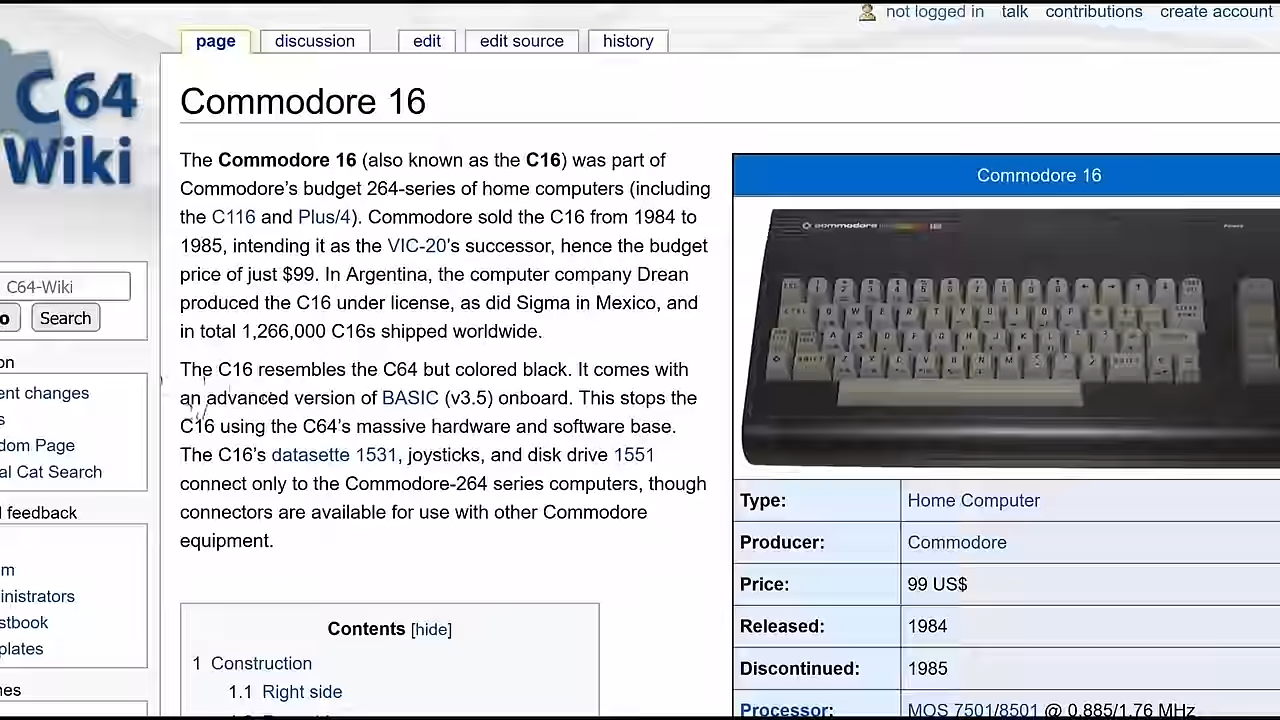 not logged in talk contributions create account
page discussion edit edit source history
C64
Wiki
Commodore 16
The Commodore 16 (also known as the C16) was part of
Commodore's budget 264-series of home computers (including
the C116 and Plus/4). Commodore sold the C16 from 1984 to
1985, intending it as the VIC-20's successor, hence the budget
price of just $99. In Argentina, the computer company Drean
produced the C16 under license, as did Sigma in Mexico, and
in total 1,266,000 C16s shipped worldwide.
The C16 resembles the C64 but colored black. It comes with
an advanced version of BASIC (v3.5) onboard. This stops the
C16 using the C64's massive hardware and software base.
The C16's datasette 1531, joysticks, and disk drive 1551
connect only to the Commodore-264 series computers, though
connectors are available for use with other Commodore
equipment.
Contents [hide]
1 Construction
1.1 Right side
Commodore 16
commodore 16
Type: Home Computer
Producer: Commodore
Price: 99 US$
Released: 1984
Discontinued: 1985
Processor: MOS 7501/8501 @ 0.885/1.76 MHz
C64-Wiki
o Search
on
ent changes
s
dom Page
al Cat Search
l feedback
m
inistrators
stbook
plates
nes